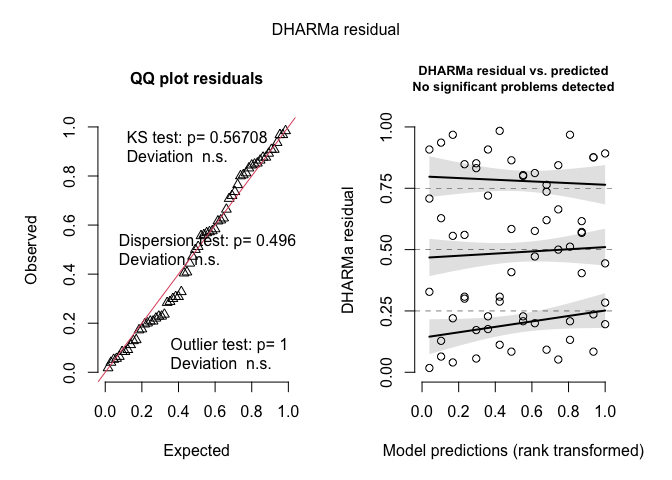 DHARMa residual
QQ plot residuals
KS test: p= 0.56708
Deviation n.s.
Dispersion test: p= 0.496
Deviation n.s.
Outlier test: p= 1
Deviation n.s.
Observed
0.0 0.2 0.4 0.6 0.8 1.0
0.0 0.2 0.4 0.6 0.8 1.0
Expected
DHARMa residual vs. predicted
No significant problems detected
DHARMa residual
0.00 0.25 0.50 0.75 1.00
0.0 0.2 0.4 0.6 0.8 1.0
Model predictions (rank transformed)